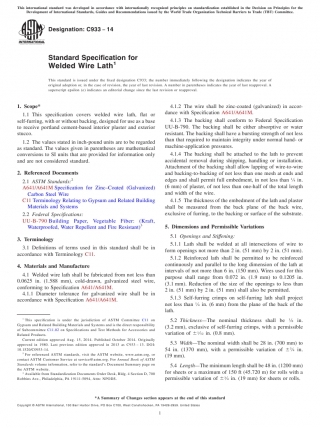 This international standard was developed in accordance with internationally recognized principles on standardization established in the Decision on Principles for the
Development of International Standards, Guides and Recommendations issued by the World Trade Organization Technical Barriers to Trade (TBT) Committee.
Designation: C933 − 14
INTERNATIONAL
Standard Specification for
Welded Wire Lath1
This standard is issued under the fixed designation C933; the number immediately following the designation indicates the year of
original adoption or, in the case of revision, the year of last revision. A number in parentheses indicates the year of last reapproval. A
superscript epsilon (ε) indicates an editorial change since the last revision or reapproval.
1. Scope*
1.1 This specification covers welded wire lath, flat or
self-furring, with or without backing, designed for use as a base
to receive portland cement-based interior plaster and exterior
stucco.
1.2 The values stated in inch-pound units are to be regarded
as standard. The values given in parentheses are mathematical
conversions to SI units that are provided for information only
and are not considered standard.
2. Referenced Documents
2.1 ASTM Standards:2
A641/A641M Specification for Zinc-Coated (Galvanized)
Carbon Steel Wire
C11 Terminology Relating to Gypsum and Related Building
Materials and Systems
2.2 Federal Specifications:
UU-B-790 Building Paper, Vegetable Fiber: (Kraft,
Waterproofed, Water Repellent and Fire Resistant)3
3. Terminology
3.1 Definitions of terms used in this standard shall be in
accordance with Terminology C11.
4. Materials and Manufacture
4.1 Welded wire lath shall be fabricated from not less than
0.0625 in. (1.588 mm), cold-drawn, galvanized steel wire,
conforming to Specification A641/A641M.
4.1.1 Diameter tolerance for galvanized wire shall be in
accordance with Specification A641/A641M.
1 This specification is under the jurisdiction of ASTM Committee C11 on
Gypsum and Related Building Materials and Systems and is the direct responsibility
of Subcommittee C11.02 on Specifications and Test Methods for Accessories and
Related Products.
Current edition approved Aug. 15, 2014. Published October 2014. Originally
approved in 1980. Last previous edition approved in 2013 as C933 – 13. DOI:
10.1520/C0933-14.
2 For referenced ASTM standards, visit the ASTM website, www.astm.org, or
contact ASTM Customer Service at service@astm.org. For Annual Book of ASTM
Standards volume information, refer to the standard's Document Summary page on
the ASTM website.
3 Available from Standardization Documents Order Desk, Bldg. 4 Section D, 700
Robbins Ave., Philadelphia, PA 19111-5094, Attn: NPODS.
4.1.2 The wire shall be zinc-coated (galvanized) in accor-
dance with Specification A641/A641M.
4.1.3 The backing shall conform to Federal Specification
UU-B-790. The backing shall be either absorptive or water
resistant. The backing shall have a bursting strength of not less
than that required to maintain integrity under normal hand- or
machine-application pressures.
4.1.4 The backing shall be attached to the lath to prevent
accidental removal during shipping, handling or installation.
Attachment of the backing shall allow lapping of wire-to-wire
and backing-to-backing of not less than one mesh at ends and
edges and shall permit full embedment, in not less than 1⁄4 in.
(6 mm) of plaster, of not less than one-half of the total length
and width of the wire.
4.1.5 The thickness of the embedment of the lath and plaster
shall be measured from the back plane of the back wire,
exclusive of furring, to the backing or surface of the substrate.
5. Dimensions and Permissible Variations
5.1 Openings and Stiffening:
5.1.1 Lath shall be welded at all intersections of wire to
form openings not more than 2 in. (51 mm) by 2 in. (51 mm).
5.1.2 Reinforced lath shall be permitted to be reinforced
continuously and parallel to the long dimension of the lath at
intervals of not more than 6 in. (150 mm). Wires used for this
purpose shall range from 0.072 in. (1.9 mm) to 0.1205 in.
(3.1 mm). Reduction of the size of the openings to less than
2 in. (51 mm) by 2 in. (51 mm) shall also be permitted.
5.1.3 Self-furring crimps on self-furring lath shall project
not less than 1⁄4 in. (6 mm) from the plane of the back of the
lath.
5.2 Thickness—The nominal thickness shall be 1⁄8 in.
(3.2 mm), exclusive of self-furring crimps, with a permissible
5.3 Width—The nominal width shall be 28 in. (700 mm) to
5.4 Length—The minimum length shall be 48 in. (1200 mm)
for sheets or a maximum of 150 ft (45.720 m) for rolls with a
*A Summary of Changes section appears at the end of this standard
Copyright © ASTM International, 100 Barr Harbor Drive, PO Box C700, West Conshohocken, PA 19428-2959. United States
1